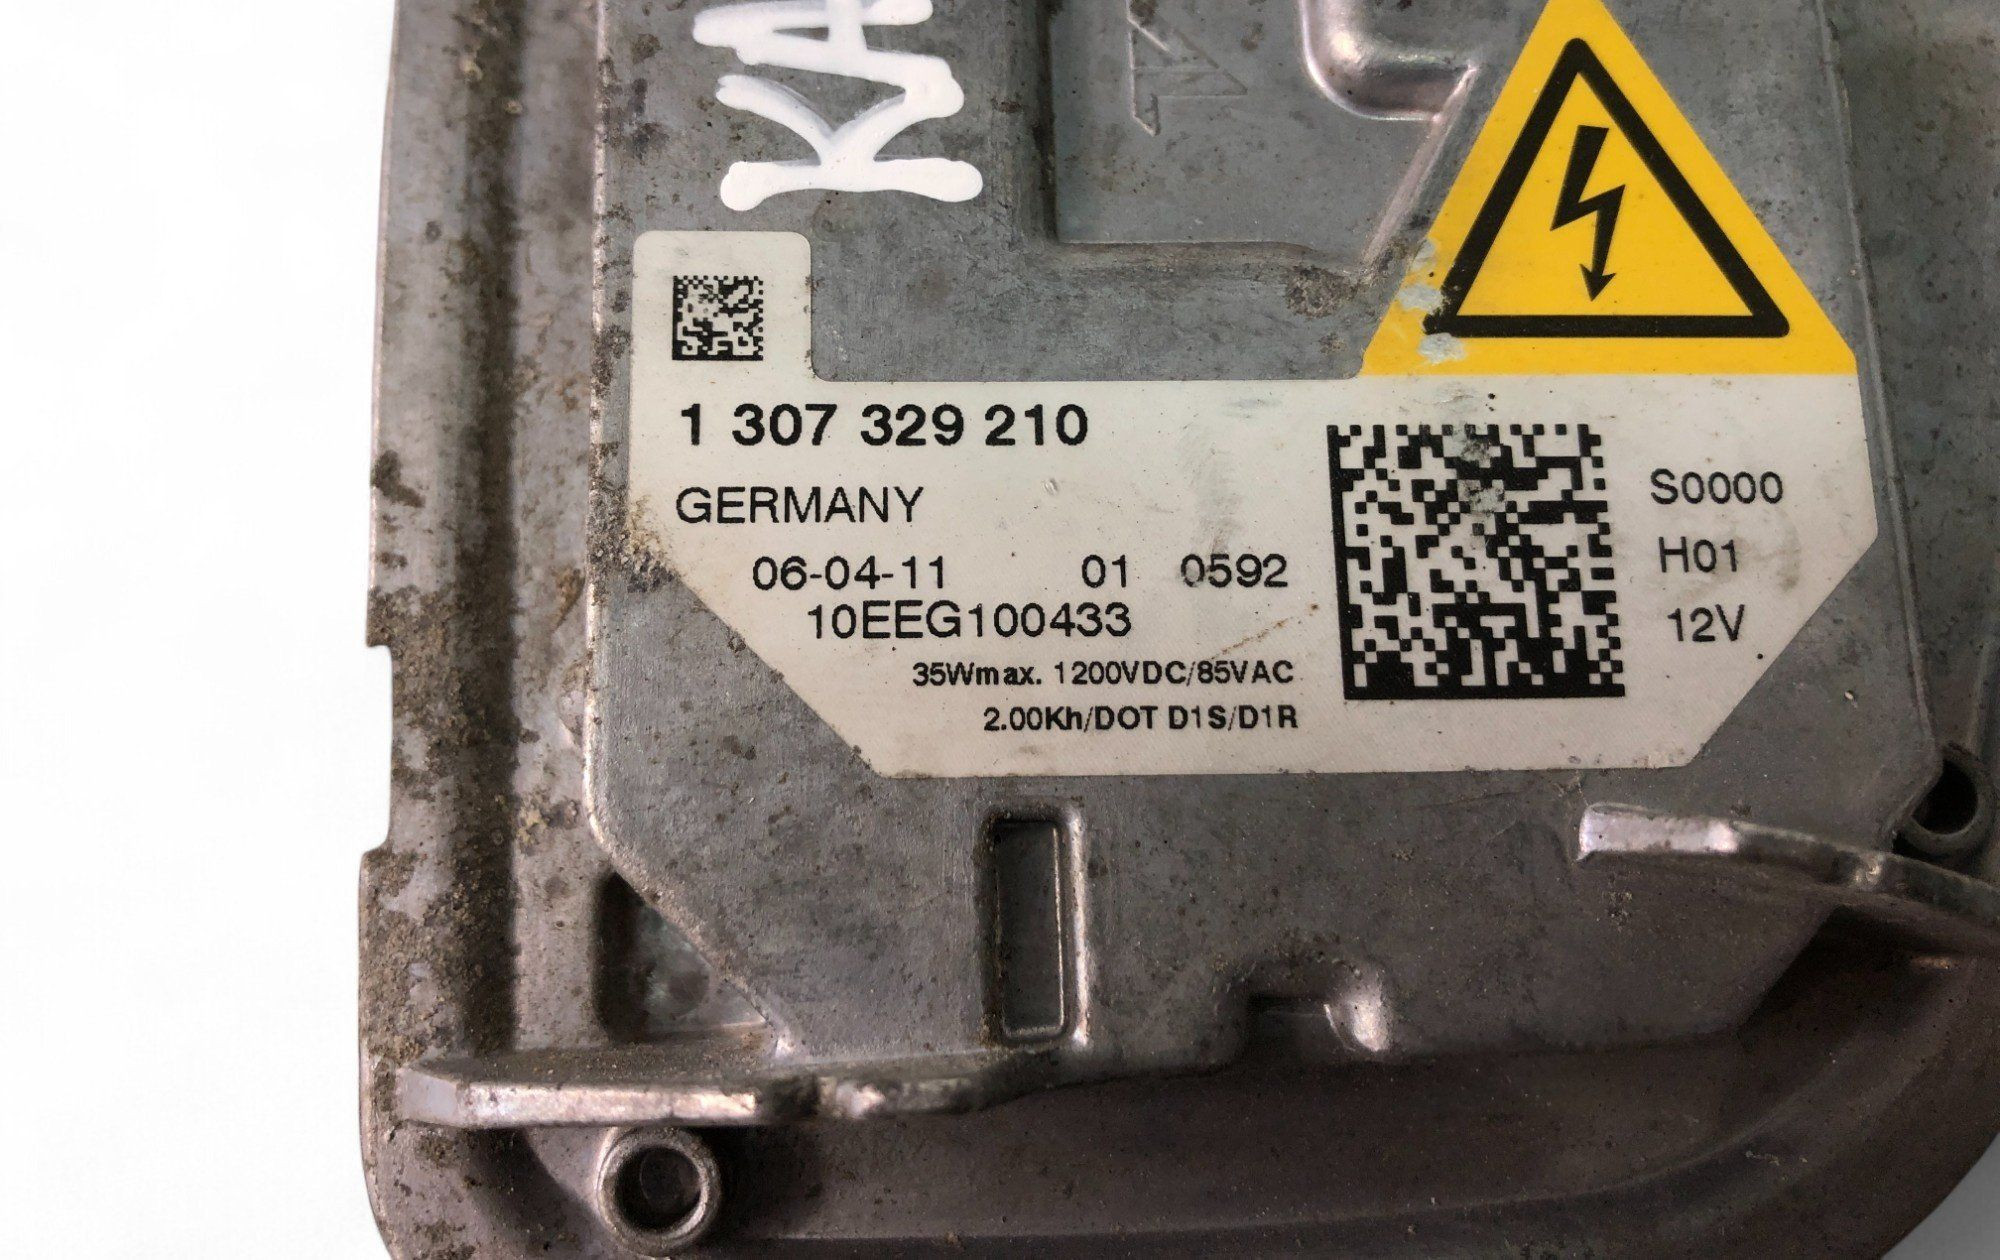 KA
1 307 329 210
GERMANY
06-04-11 01 0592
10EEG100433
35Wmax. 1200VDC/85VAC
2.00Kh/DOT D1S/D1R
S0000
H01
12V